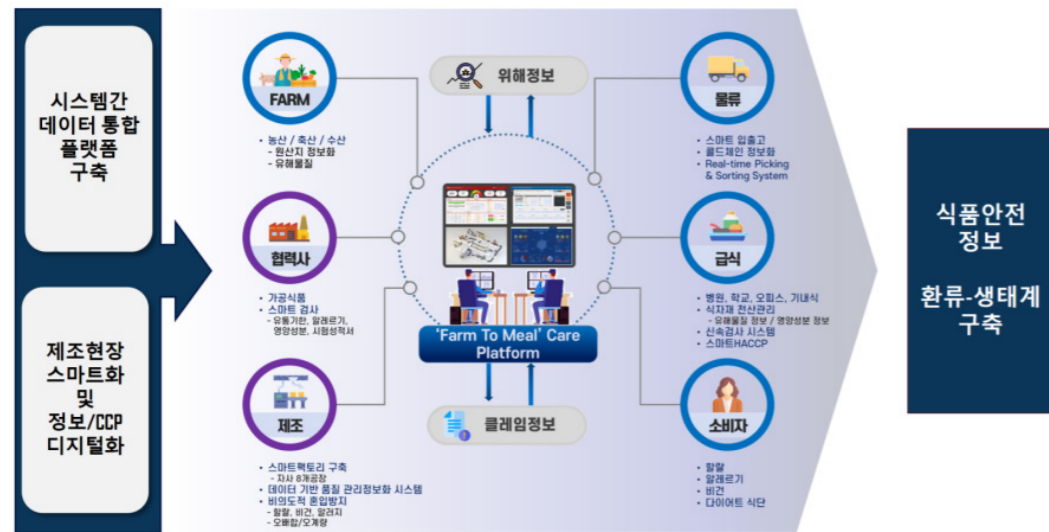 시스템간
데이터 통합
플랫폼
구축
제조현장
스마트화
및
정보/CCP
디지털화
FARM
• 농산 / 축산 / 수산
- 원산지 정보화
- 유해물질
협력사
• 가공식품
• 스마트 검사
- 유통기한, 알레르기,
영양성분, 시험성적서
제조
• 스마트팩토리 구축
- 자사 8개공장
• 데이터 기반 품질 관리정보화 시스템
• 비의도적 혼입방지
- 할랄, 비건, 알러지
- 오배합/오계량
위해정보
'Farm To Meal' Care
Platform
클레임정보
물류
• 스마트 입출고
• 콜드체인 정보화
• Real-time Picking
& Sorting System
급식
• 병원, 학교, 오피스, 기내식
• 식자재 전산관리
- 유해물질 정보 / 영양성분 정보
• 신속검사 시스템
• 스마트HACCP
소비자
• 할랄
• 알레르기
• 비건
• 다이어트 식단
식품안전
정보
환류-생태계
구축